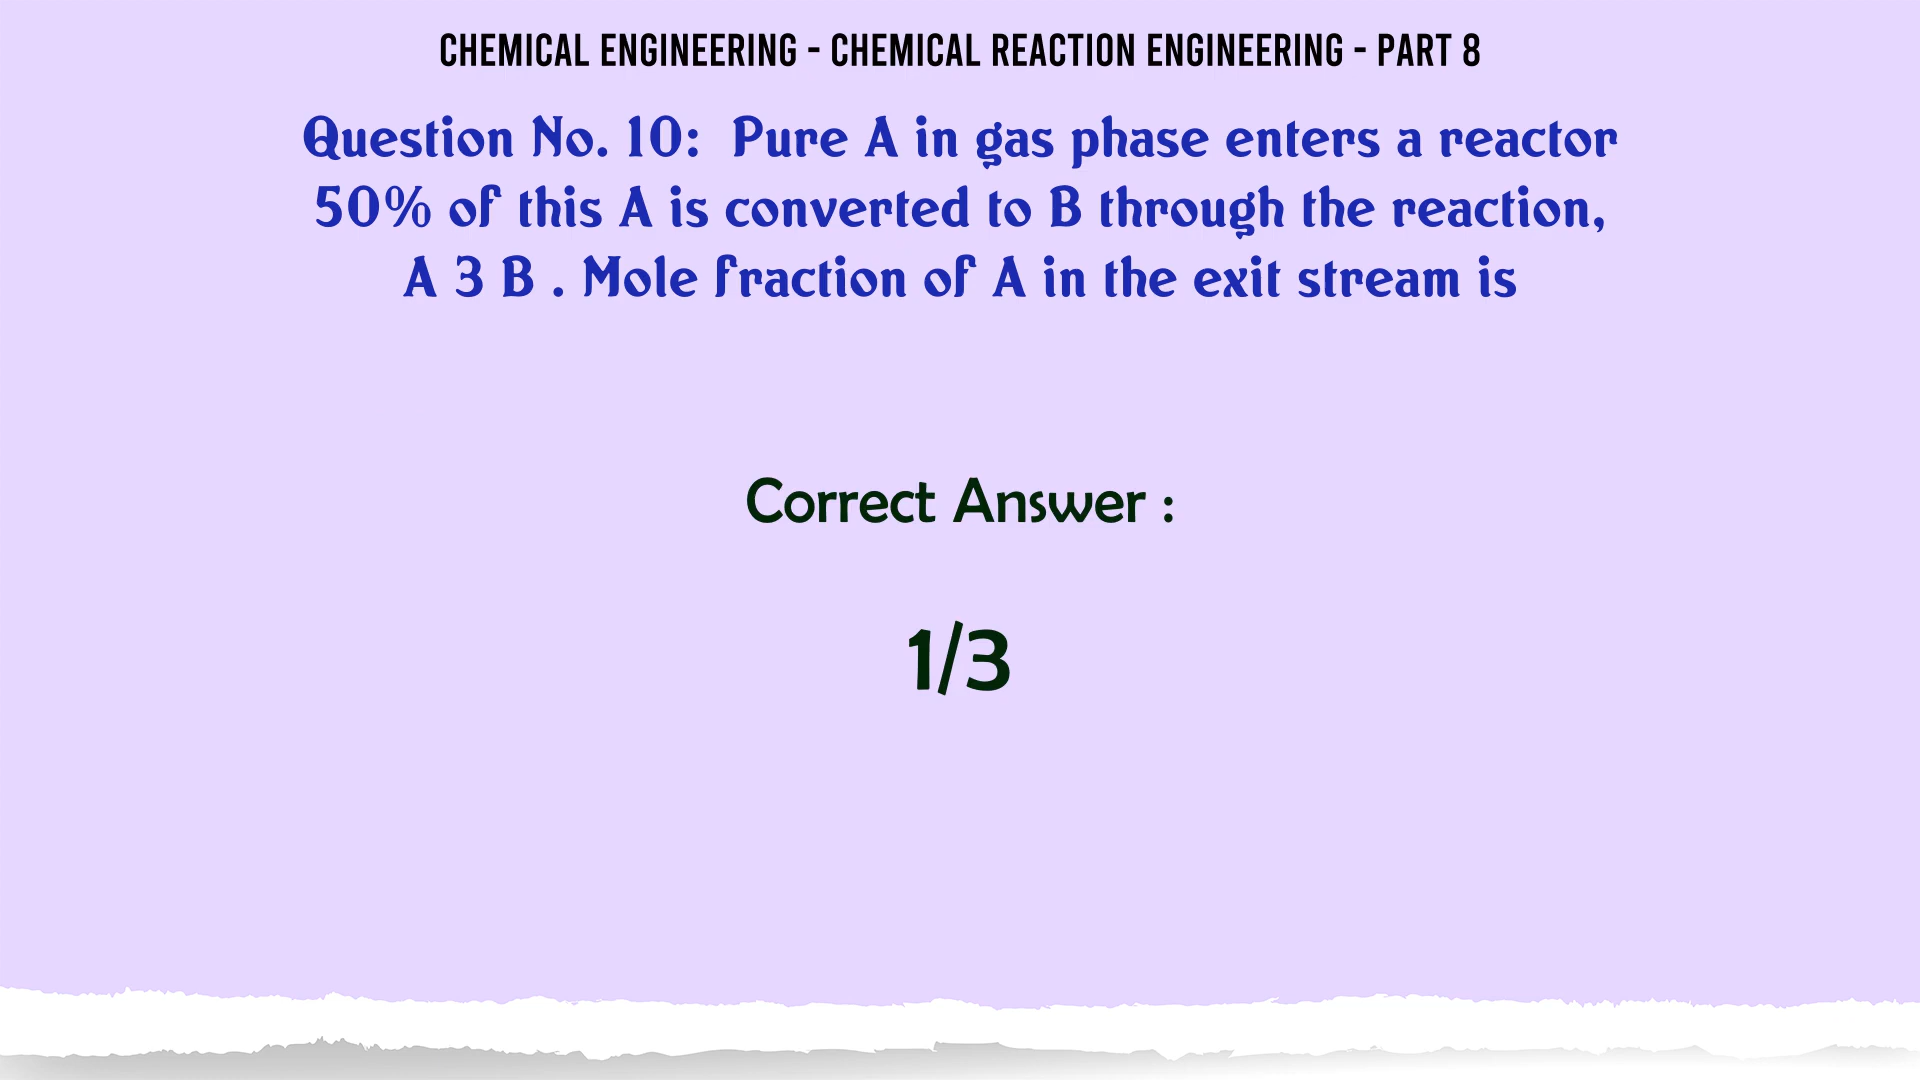 CHEMICAL ENGINEERING - CHEMICAL REACTION ENGINEERING - PART 8
Question No. 10: Pure A in gas phase enters a reactor
50% of this A is converted to B through the reaction,
A 3 B . Mole fraction of A in the exit stream is
Correct Answer :
1/3